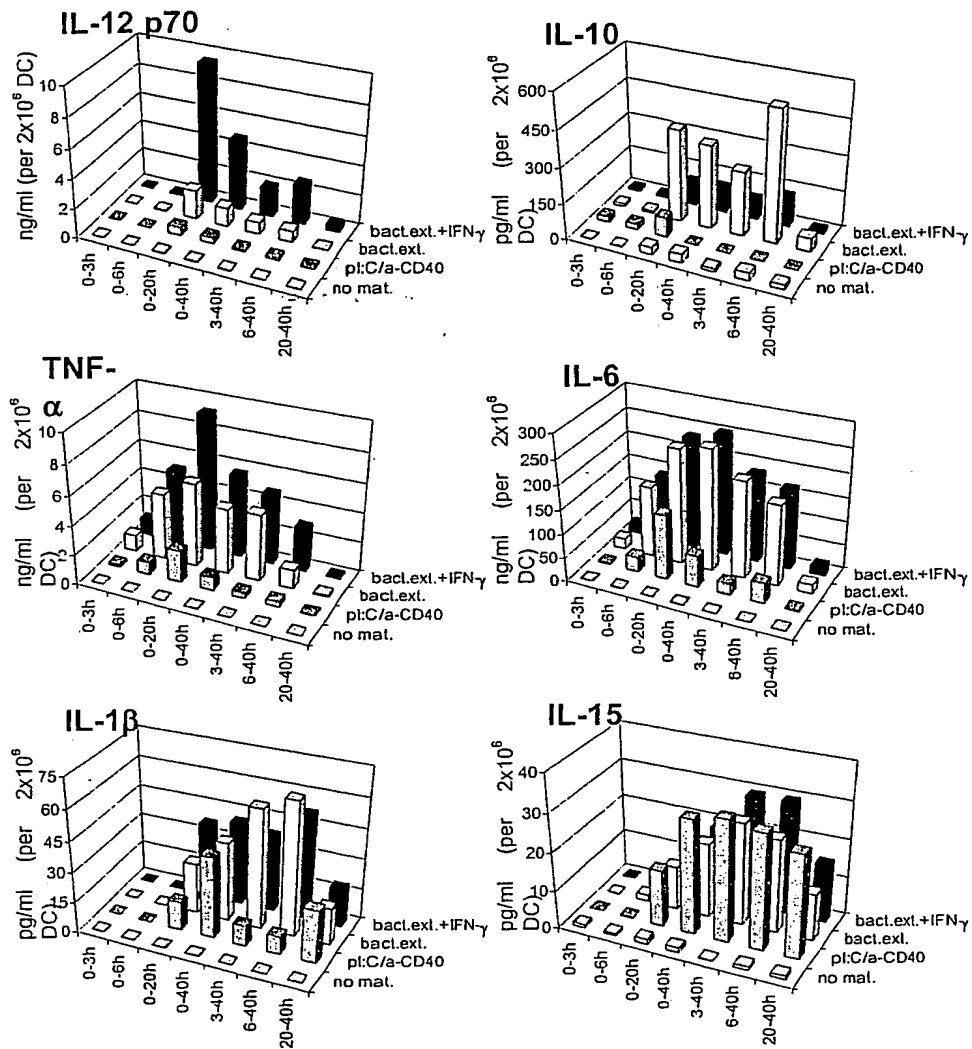 IL-12 p70
ng/ml (per 2x10⁶ DC)
10
8
6
4
2
0
0-3h
0-6h
0-20h
0-40h
3-40h
6-40h
20-40h
bact.ext.+IFNγ
bact.ext.
pI:C/a-CD40
no mat.
IL-10
pg/ml (per 2x10⁶
DC)
600
450
300
150
0
0-3h
0-6h
0-20h
0-40h
3-40h
6-40h
20-40h
bact.ext.+IFNγ
bact.ext.
pI:C/a-CD40
no mat.
TNF-
α
ng/ml (per 2x10⁶
DC)
10
8
6
4
2
0
0-3h
0-6h
0-20h
0-40h
3-40h
6-40h
20-40h
bact.ext.+IFNγ
bact.ext.
pI:C/a-CD40
no mat.
IL-6
ng/ml (per 2x10⁶
DC)
300
250
200
150
100
50
0
0-3h
0-6h
0-20h
0-40h
3-40h
6-40h
20-40h
bact.ext.+IFNγ
bact.ext.
pI:C/a-CD40
no mat.
IL-1β
pg/ml (per 2x10⁶
DC)
75
60
45
30
15
0
0-3h
0-6h
0-20h
0-40h
3-40h
6-40h
20-40h
bact.ext.+IFNγ
bact.ext.
pI:C/a-CD40
no mat.
IL-15
pg/ml (per 2x10⁶
DC)
40
30
20
10
0
0-3h
0-6h
0-20h
0-40h
3-40h
6-40h
20-40h
bact.ext.+IFNγ
bact.ext.
pI:C/a-CD40
no mat.